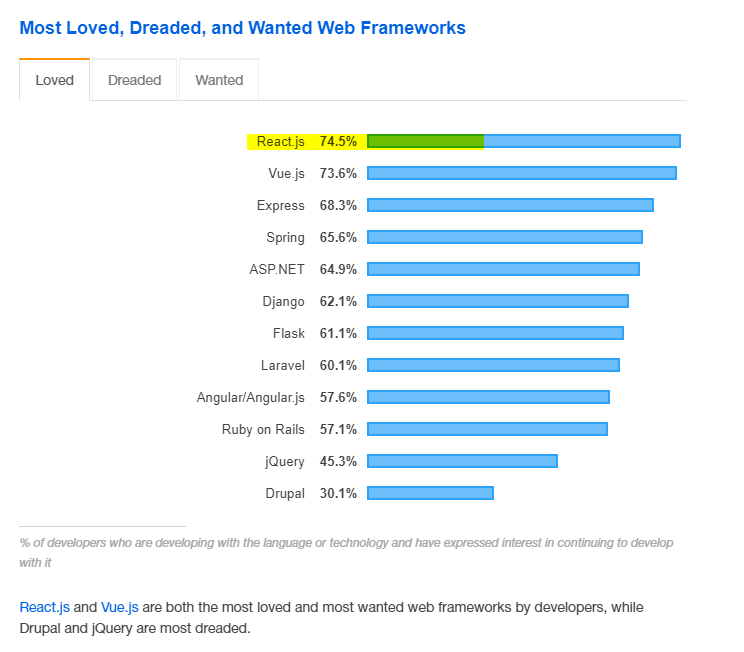 Most Loved, Dreaded, and Wanted Web Frameworks
Loved Dreaded Wanted
React.js 74.5%
Vue.js 73.6%
Express 68.3%
Spring 65.6%
ASP.NET 64.9%
Django 62.1%
Flask 61.1%
Laravel 60.1%
Angular/Angular.js 57.6%
Ruby on Rails 57.1%
jQuery 45.3%
Drupal 30.1%
% of developers who are developing with the language or technology and have expressed interest in continuing to develop
with it
React.js and Vue.js are both the most loved and most wanted web frameworks by developers, while
Drupal and jQuery are most dreaded.